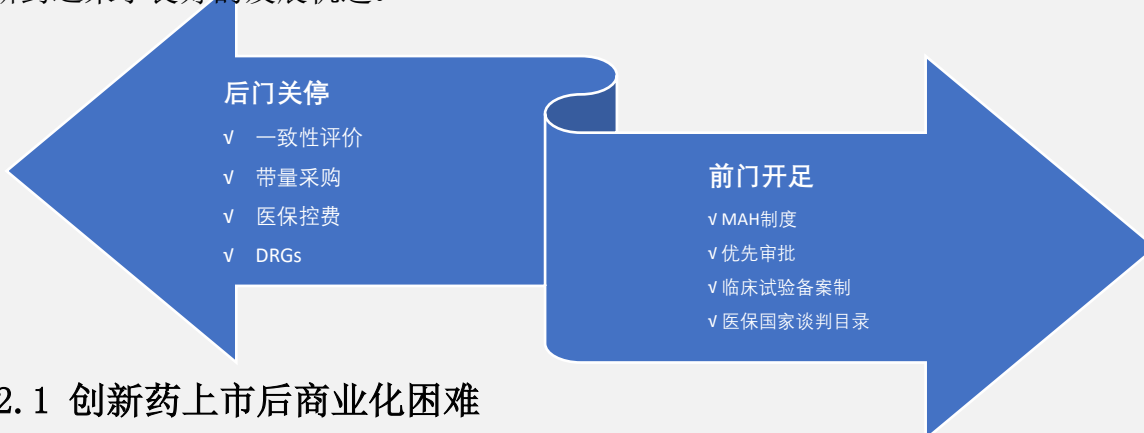 后门关停
√ 一致性评价
√ 带量采购
√ 医保控费
√ DRGs
前门开足
√ MAH制度
√ 优先审批
√ 临床试验备案制
√ 医保国家谈判目录
2.1 创新药上市后商业化困难